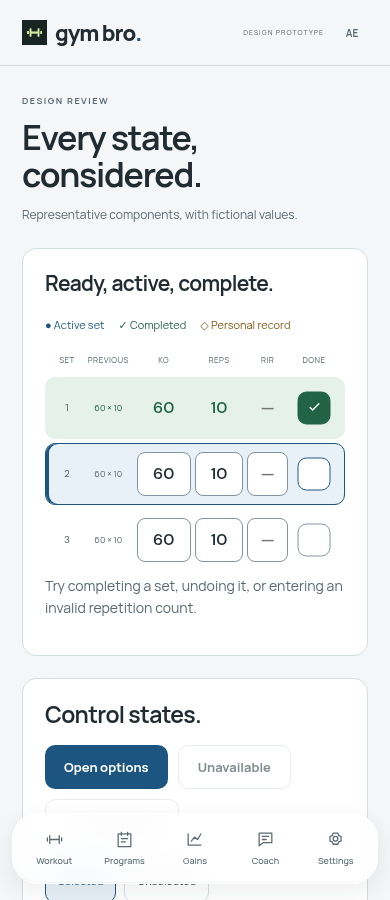 gym bro.
DESIGN PROTOTYPE
AE
DESIGN REVIEW
Every state,
considered.
Representative components, with fictional values.
Ready, active, complete.
● Active set ✓ Completed ◇ Personal record
SET PREVIOUS KG REPS RIR DONE
1 60 × 10 60 10 — ✓
2 60 × 10 60 10 —
3 60 × 10 60 10 —
Try completing a set, undoing it, or entering an
invalid repetition count.
Control states.
Open options Unavailable
Workout Programs Gains Coach Settings